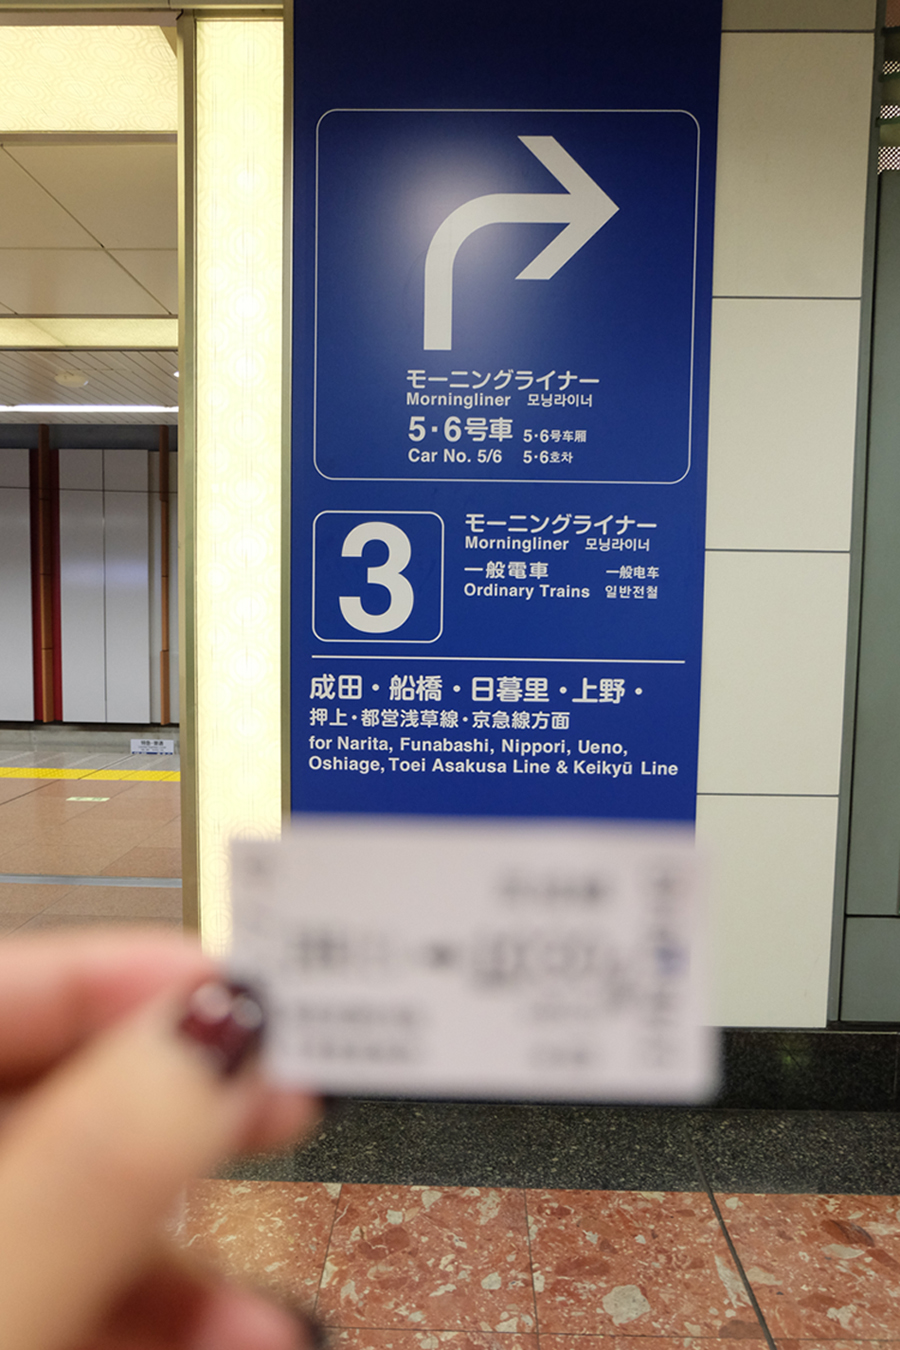 モーニングライナー
Morningliner 모닝라이너
5・6号車 5・6号车厢
Car No. 5/6 5・6호차
3
モーニングライナー
Morningliner 모닝라이너
一般電車 一般电车
Ordinary Trains 일반전철
成田・船橋・日暮里・上野・
押上・都営浅草線・京急線方面
for Narita, Funabashi, Nippori, Ueno,
Oshiage, Toei Asakusa Line & Keikyū Line